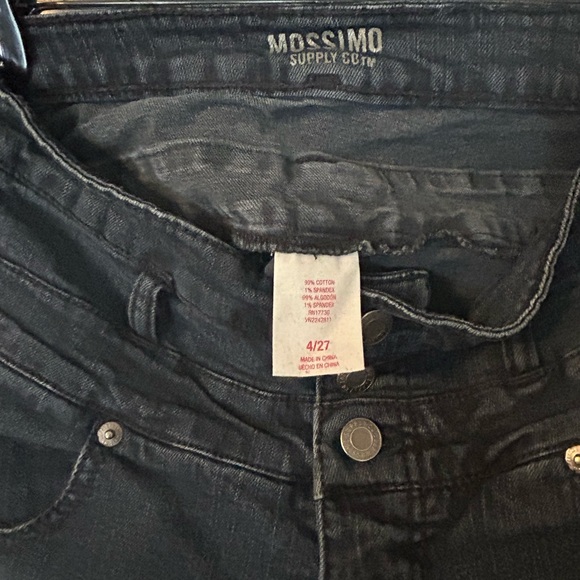 MOSSIMO
SUPPLY CO™
99% COTTON
1% SPANDEX
99% ALGODON
1% SPANDEX
RN17730
4/27
MADE IN CHINA
HECHO EN CHINA